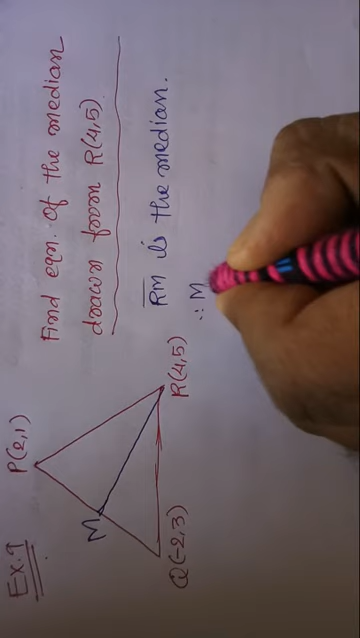 Ex.9
Find eqn. of the median
drawn from R(4,5)
P(2,1)
M
Q(-2,3)
R(4,5)
RM is the median.
∴ M